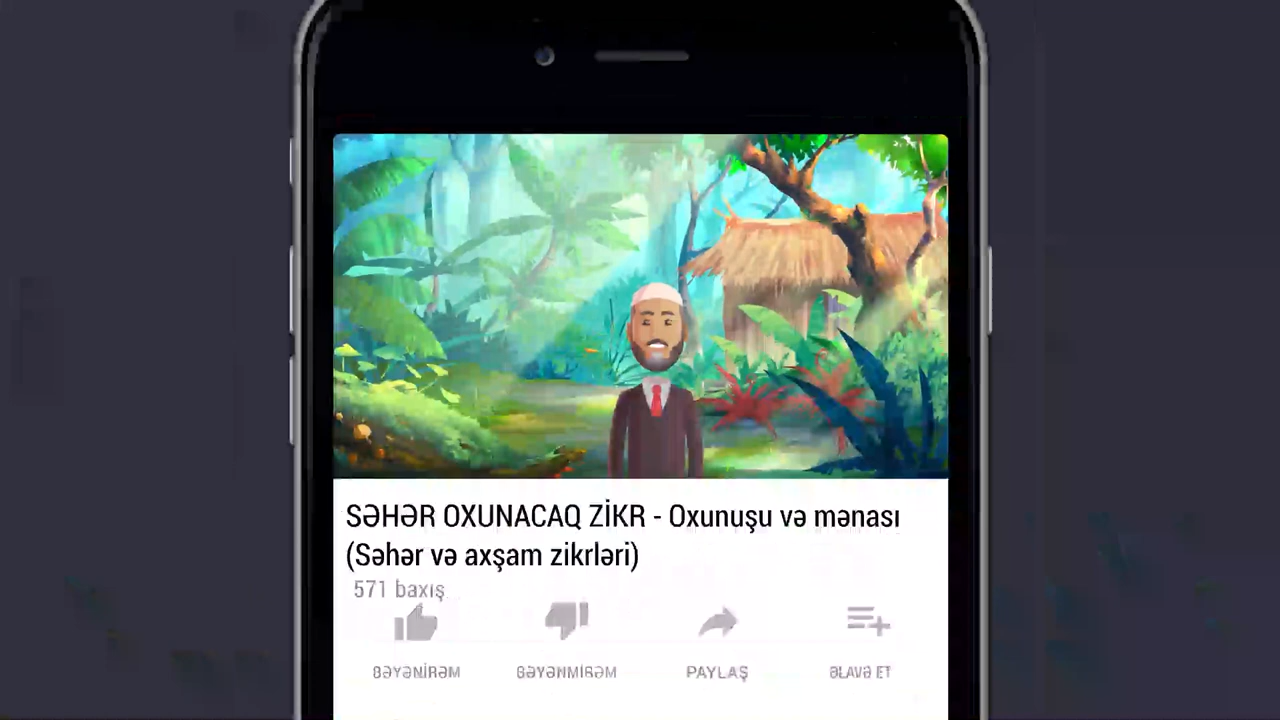 SƏHƏR OXUNACAQ ZİKR - Oxunuşu və mənası
(Səhər və axşam zikrləri)
571 baxış
BƏYƏNİRƏM BƏYƏNMİRƏM PAYLAŞ ƏLAVƏ ET